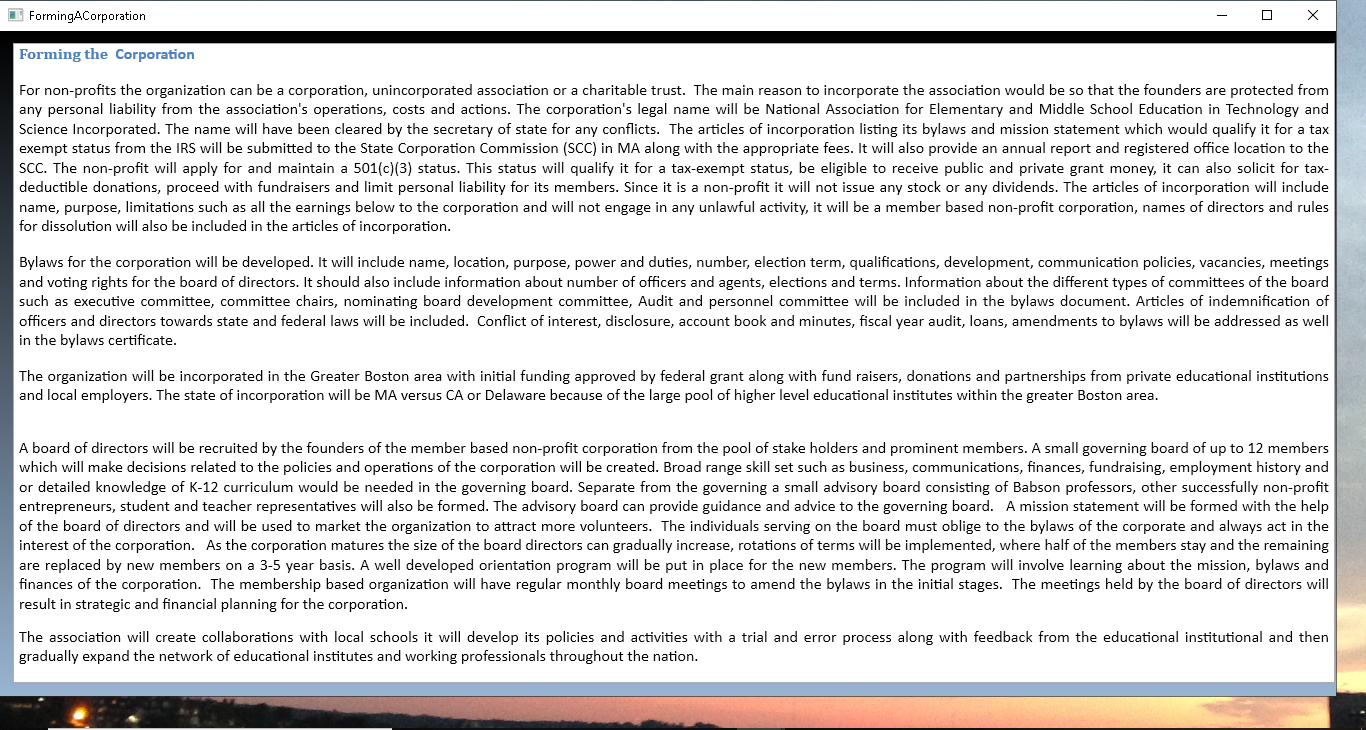 FormingACorporation
Forming the  Corporation
For non-profits the organization can be a corporation, unincorporated association or a charitable trust.  The main reason to incorporate the association would be so that the founders are protected from
any personal liability from the association's operations, costs and actions. The corporation's legal name will be National Association for Elementary and Middle School Education in Technology and
Science Incorporated. The name will have been cleared by the secretary of state for any conflicts.  The articles of incorporation listing its bylaws and mission statement which would qualify it for a tax
exempt status from the IRS will be submitted to the State Corporation Commission (SCC) in MA along with the appropriate fees. It will also provide an annual report and registered office location to the
SCC. The non-profit will apply for and maintain a 501(c)(3) status. This status will qualify it for a tax-exempt status, be eligible to receive public and private grant money, it can also solicit for tax-
deductible donations, proceed with fundraisers and limit personal liability for its members. Since it is a non-profit it will not issue any stock or any dividends. The articles of incorporation will include
name, purpose, limitations such as all the earnings below to the corporation and will not engage in any unlawful activity, it will be a member based non-profit corporation, names of directors and rules
for dissolution will also be included in the articles of incorporation.
Bylaws for the corporation will be developed. It will include name, location, purpose, power and duties, number, election term, qualifications, development, communication policies, vacancies, meetings
and voting rights for the board of directors. It should also include information about number of officers and agents, elections and terms. Information about the different types of committees of the board
such as executive committee, committee chairs, nominating board development committee, Audit and personnel committee will be included in the bylaws document. Articles of indemnification of
officers and directors towards state and federal laws will be included.  Conflict of interest, disclosure, account book and minutes, fiscal year audit, loans, amendments to bylaws will be addressed as well
in the bylaws certificate.
The organization will be incorporated in the Greater Boston area with initial funding approved by federal grant along with fund raisers, donations and partnerships from private educational institutions
and local employers. The state of incorporation will be MA versus CA or Delaware because of the large pool of higher level educational institutes within the greater Boston area.
A board of directors will be recruited by the founders of the member based non-profit corporation from the pool of stake holders and prominent members. A small governing board of up to 12 members
which will make decisions related to the policies and operations of the corporation will be created. Broad range skill set such as business, communications, finances, fundraising, employment history and
or detailed knowledge of K-12 curriculum would be needed in the governing board. Separate from the governing a small advisory board consisting of Babson professors, other successfully non-profit
entrepreneurs, student and teacher representatives will also be formed. The advisory board can provide guidance and advice to the governing board.   A mission statement will be formed with the help
of the board of directors and will be used to market the organization to attract more volunteers.  The individuals serving on the board must oblige to the bylaws of the corporate and always act in the
interest of the corporation.   As the corporation matures the size of the board directors can gradually increase, rotations of terms will be implemented, where half of the members stay and the remaining
are replaced by new members on a 3-5 year basis. A well developed orientation program will be put in place for the new members. The program will involve learning about the mission, bylaws and
finances of the corporation.  The membership based organization will have regular monthly board meetings to amend the bylaws in the initial stages.  The meetings held by the board of directors will
result in strategic and financial planning for the corporation.
The association will create collaborations with local schools it will develop its policies and activities with a trial and error process along with feedback from the educational institutional and then
gradually expand the network of educational institutes and working professionals throughout the nation.